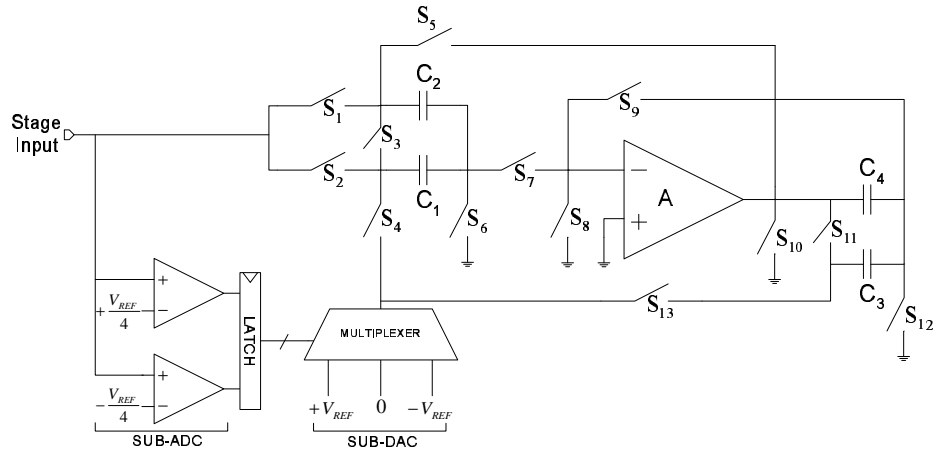 S5
C2
S1
S9
Stage
Input
S3
S2
S7
C1
−
A
+
C4
S4
S6
S8
S10
S11
C3
S13
S12
+
+VREF/4
−
LATCH
MULTIPLEXER
+
−VREF/4
−
+VREF 0 −VREF
SUB-ADC
SUB-DAC